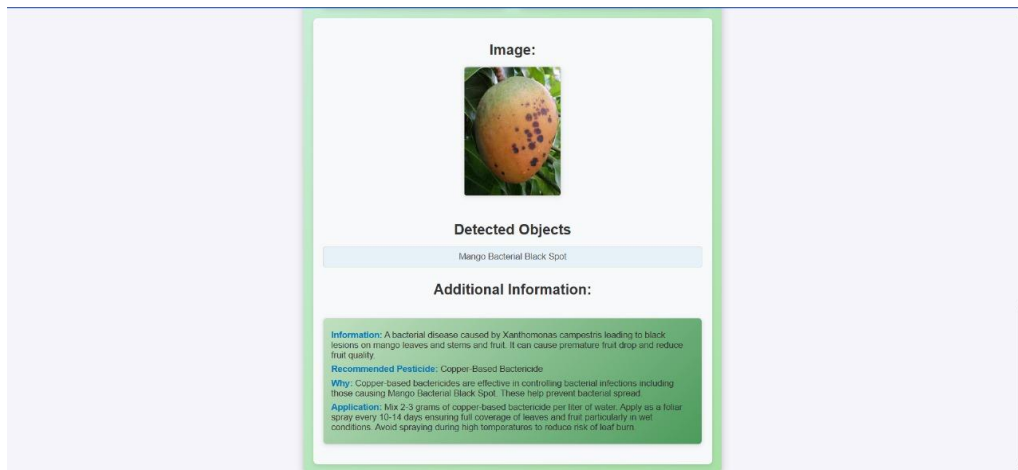 Image:
Detected Objects
Mango Bacterial Black Spot
Additional Information:
Information: A bacterial disease caused by Xanthomonas campestris leading to black
lesions on mango leaves and stems and fruit. It can cause premature fruit drop and reduce
fruit quality.
Recommended Pesticide: Copper-Based Bactericide
Why: Copper-based bactericides are effective in controlling bacterial infections including
those causing Mango Bacterial Black Spot. These help prevent bacterial spread.
Application: Mix 2-3 grams of copper-based bactericide per liter of water. Apply as a foliar
spray every 10-14 days ensuring full coverage of leaves and fruit particularly in wet
conditions. Avoid spraying during high temperatures to reduce risk of leaf burn.